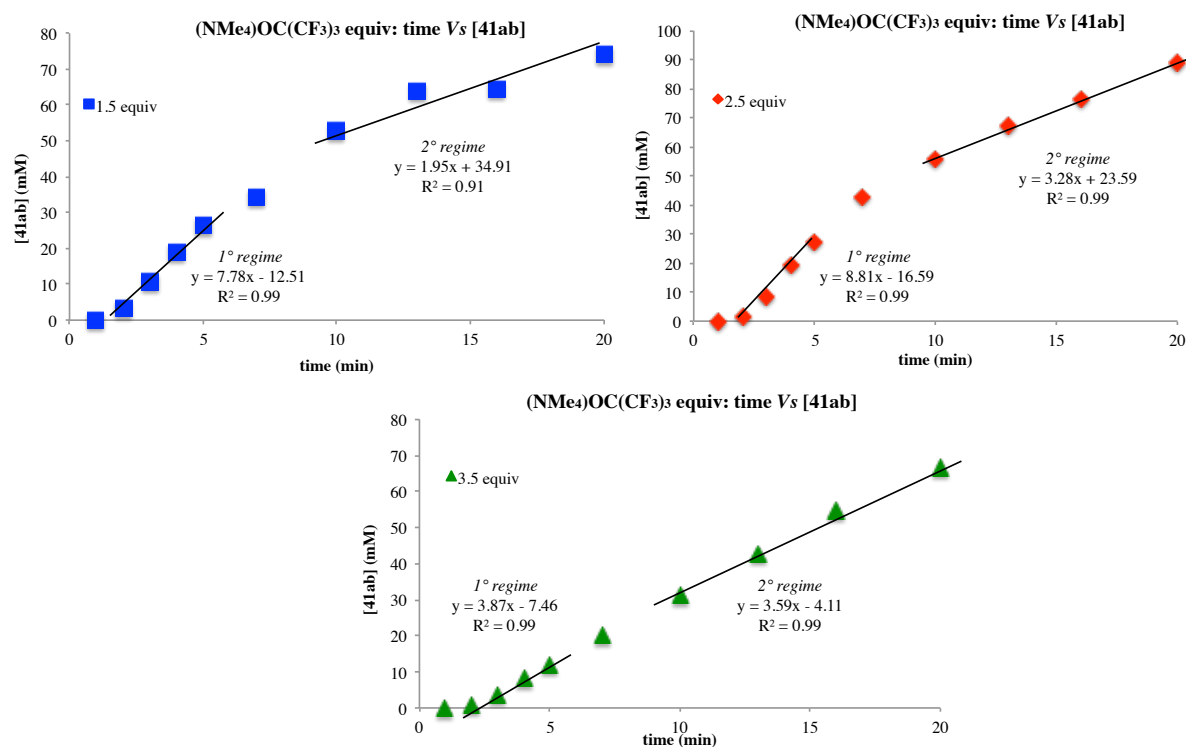 (NMe₄)OC(CF₃)₃ equiv: time Vs [41ab]
80
70
60
50
40
30
20
10
0
[41ab] (mM)
1.5 equiv
1° regime
y = 7.78x - 12.51
R² = 0.99
2° regime
y = 1.95x + 34.91
R² = 0.91
0
5
10
15
20
time (min)
(NMe₄)OC(CF₃)₃ equiv: time Vs [41ab]
100
90
80
70
60
50
40
30
20
10
0
[41ab] (mM)
2.5 equiv
1° regime
y = 8.81x - 16.59
R² = 0.99
2° regime
y = 3.28x + 23.59
R² = 0.99
0
5
10
15
20
time (min)
(NMe₄)OC(CF₃)₃ equiv: time Vs [41ab]
80
70
60
50
40
30
20
10
0
[41ab] (mM)
3.5 equiv
1° regime
y = 3.87x - 7.46
R² = 0.99
2° regime
y = 3.59x - 4.11
R² = 0.99
0
5
10
15
20
time (min)